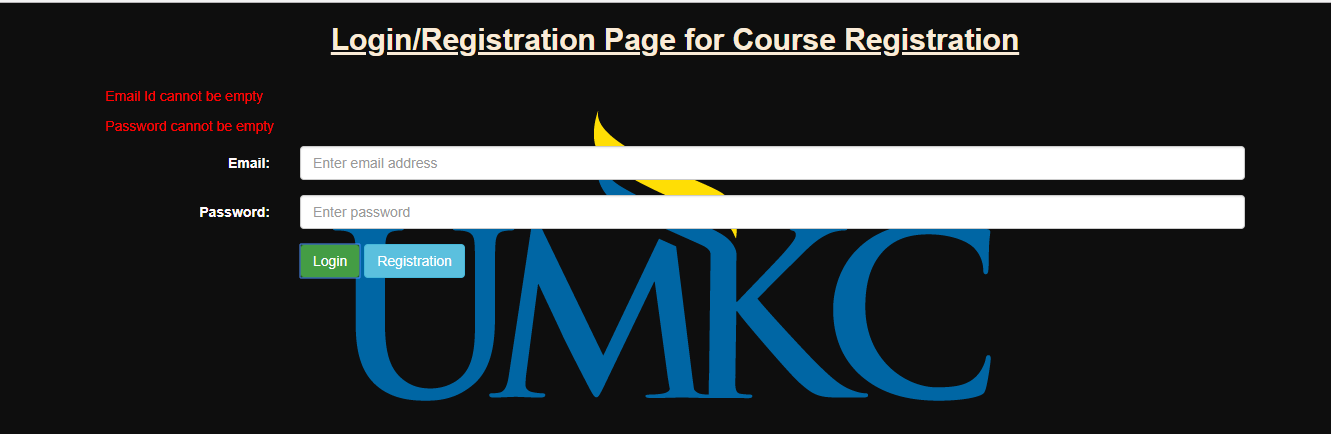 Login/Registration Page for Course Registration
Email Id cannot be empty
Password cannot be empty
Email: Enter email address
Password: Enter password
Login Registration
UMKC